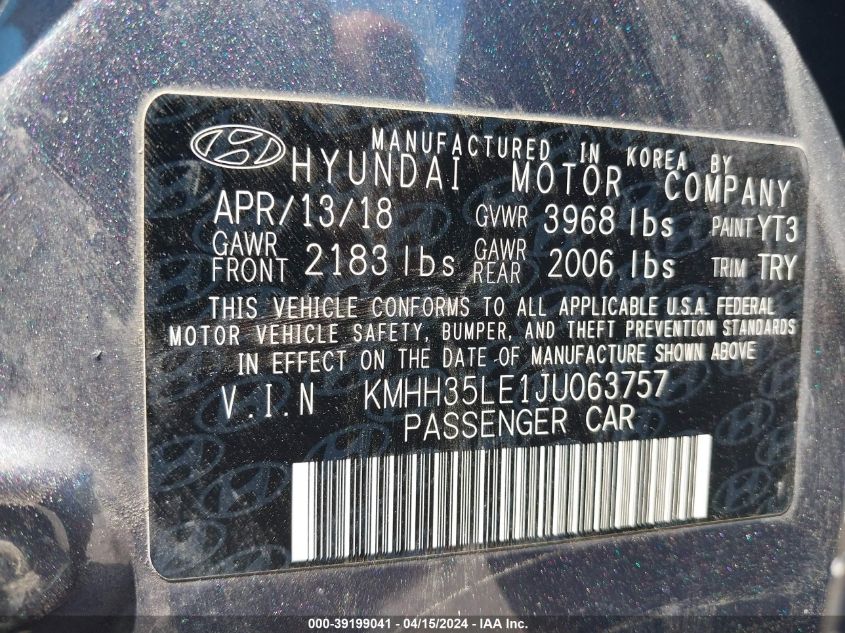 MANUFACTURED IN KOREA BY
HYUNDAI MOTOR COMPANY
APR/13/18 GVWR 3968 lbs PAINT YT3
GAWR FRONT 2183 lbs GAWR REAR 2006 lbs TRIM TRY
THIS VEHICLE CONFORMS TO ALL APPLICABLE U.S.A. FEDERAL
MOTOR VEHICLE SAFETY, BUMPER, AND THEFT PREVENTION STANDARDS
IN EFFECT ON THE DATE OF MANUFACTURE SHOWN ABOVE
V.I.N KMHH35LE1JU063757
PASSENGER CAR
000-39199041 - 04/15/2024 - IAA Inc.